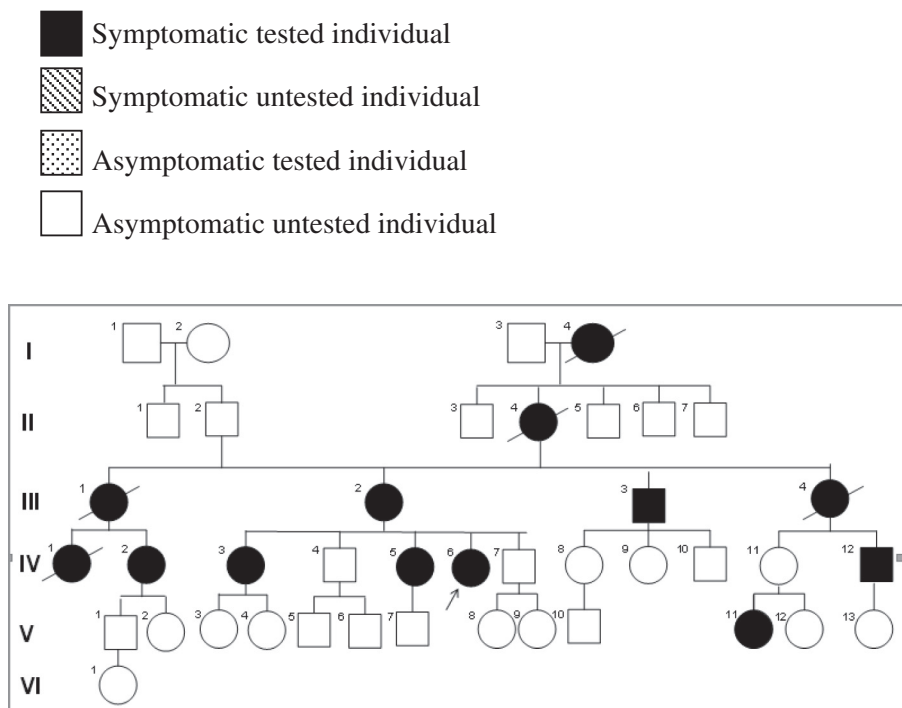 Symptomatic tested individual
Symptomatic untested individual
Asymptomatic tested individual
Asymptomatic untested individual
1 2 3 4
I
1 2 3 4 5 6 7
II
1 2 3 4
III
1 2 3 4 5 6 7 8 9 10 11 12
IV
1 2 3 4 5 6 7 8 9 10 11 12 13
V
1
VI